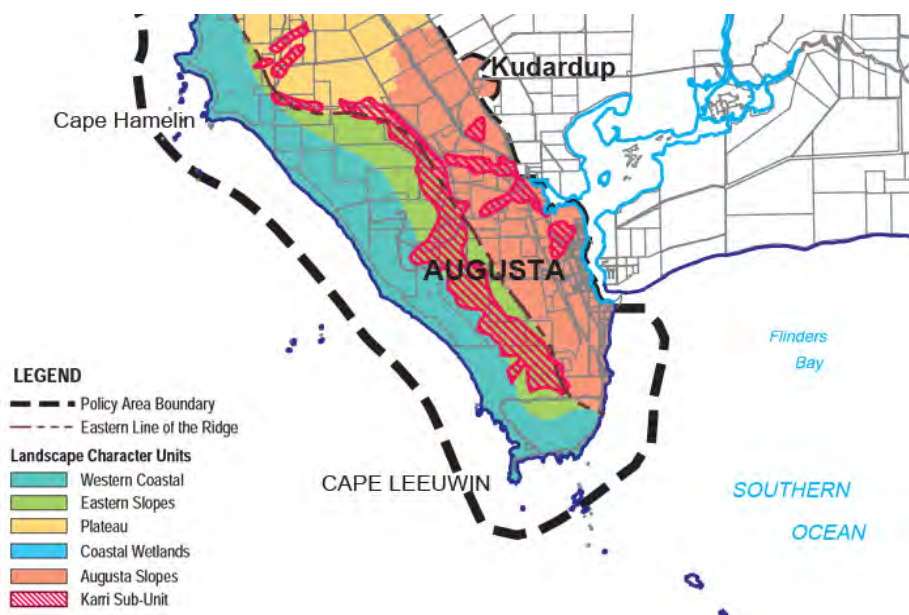 Kudardup
Cape Hamelin
AUGUSTA
Flinders
Bay
LEGEND
Policy Area Boundary
Eastern Line of the Ridge
Landscape Character Units
Western Coastal
Eastern Slopes
Plateau
Coastal Wetlands
Augusta Slopes
Karri Sub-Unit
CAPE LEEUWIN
SOUTHERN
OCEAN